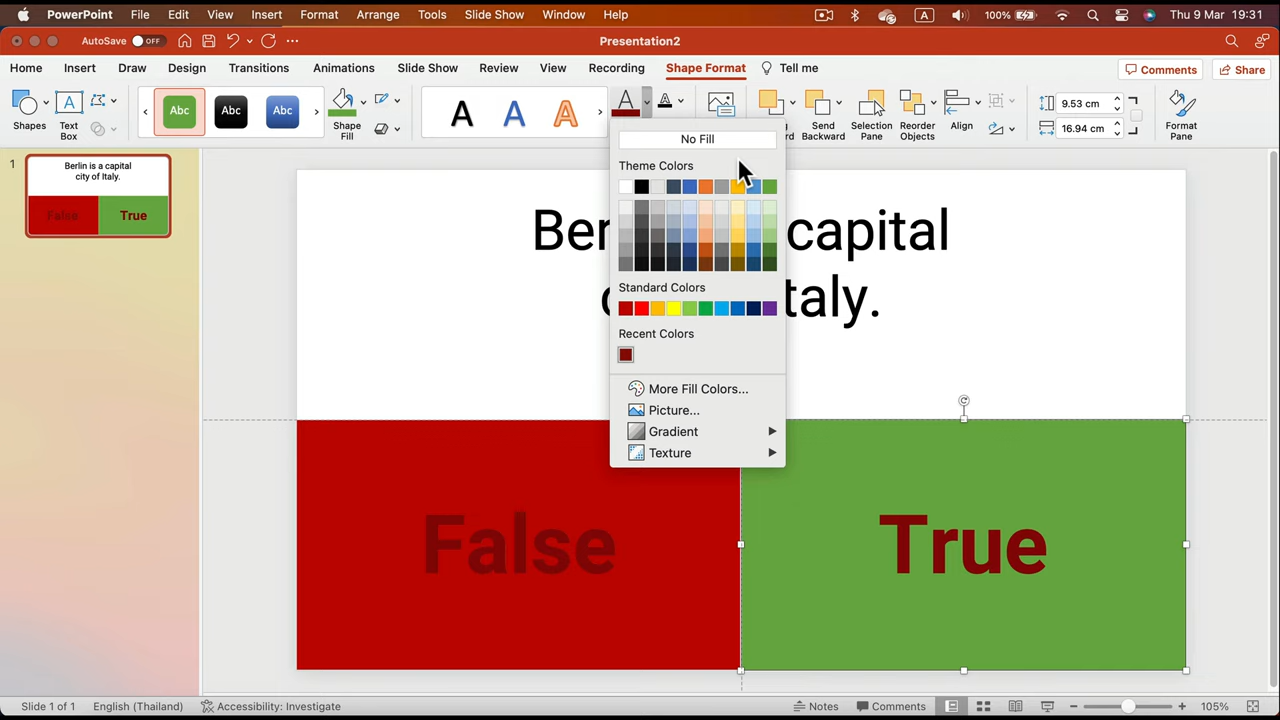 PowerPoint File Edit View Insert Format Arrange Tools Slide Show Window Help A 100% Thu 9 Mar 19:31
AutoSave OFF Presentation2
Home Insert Draw Design Transitions Animations Slide Show Review View Recording Shape Format Tell me Comments Share
Shapes Text Box Abc Abc Abc Shape Fill A A A A A Send Backward Selection Pane Reorder Objects Align 9.53 cm 16.94 cm Format Pane
No Fill
Theme Colors
Standard Colors
Recent Colors
More Fill Colors...
Picture...
Gradient
Texture
1
Berlin is a capital
city of Italy.
False True
capital
taly.
False True
Slide 1 of 1 English (Thailand) Accessibility: Investigate Notes Comments 105%